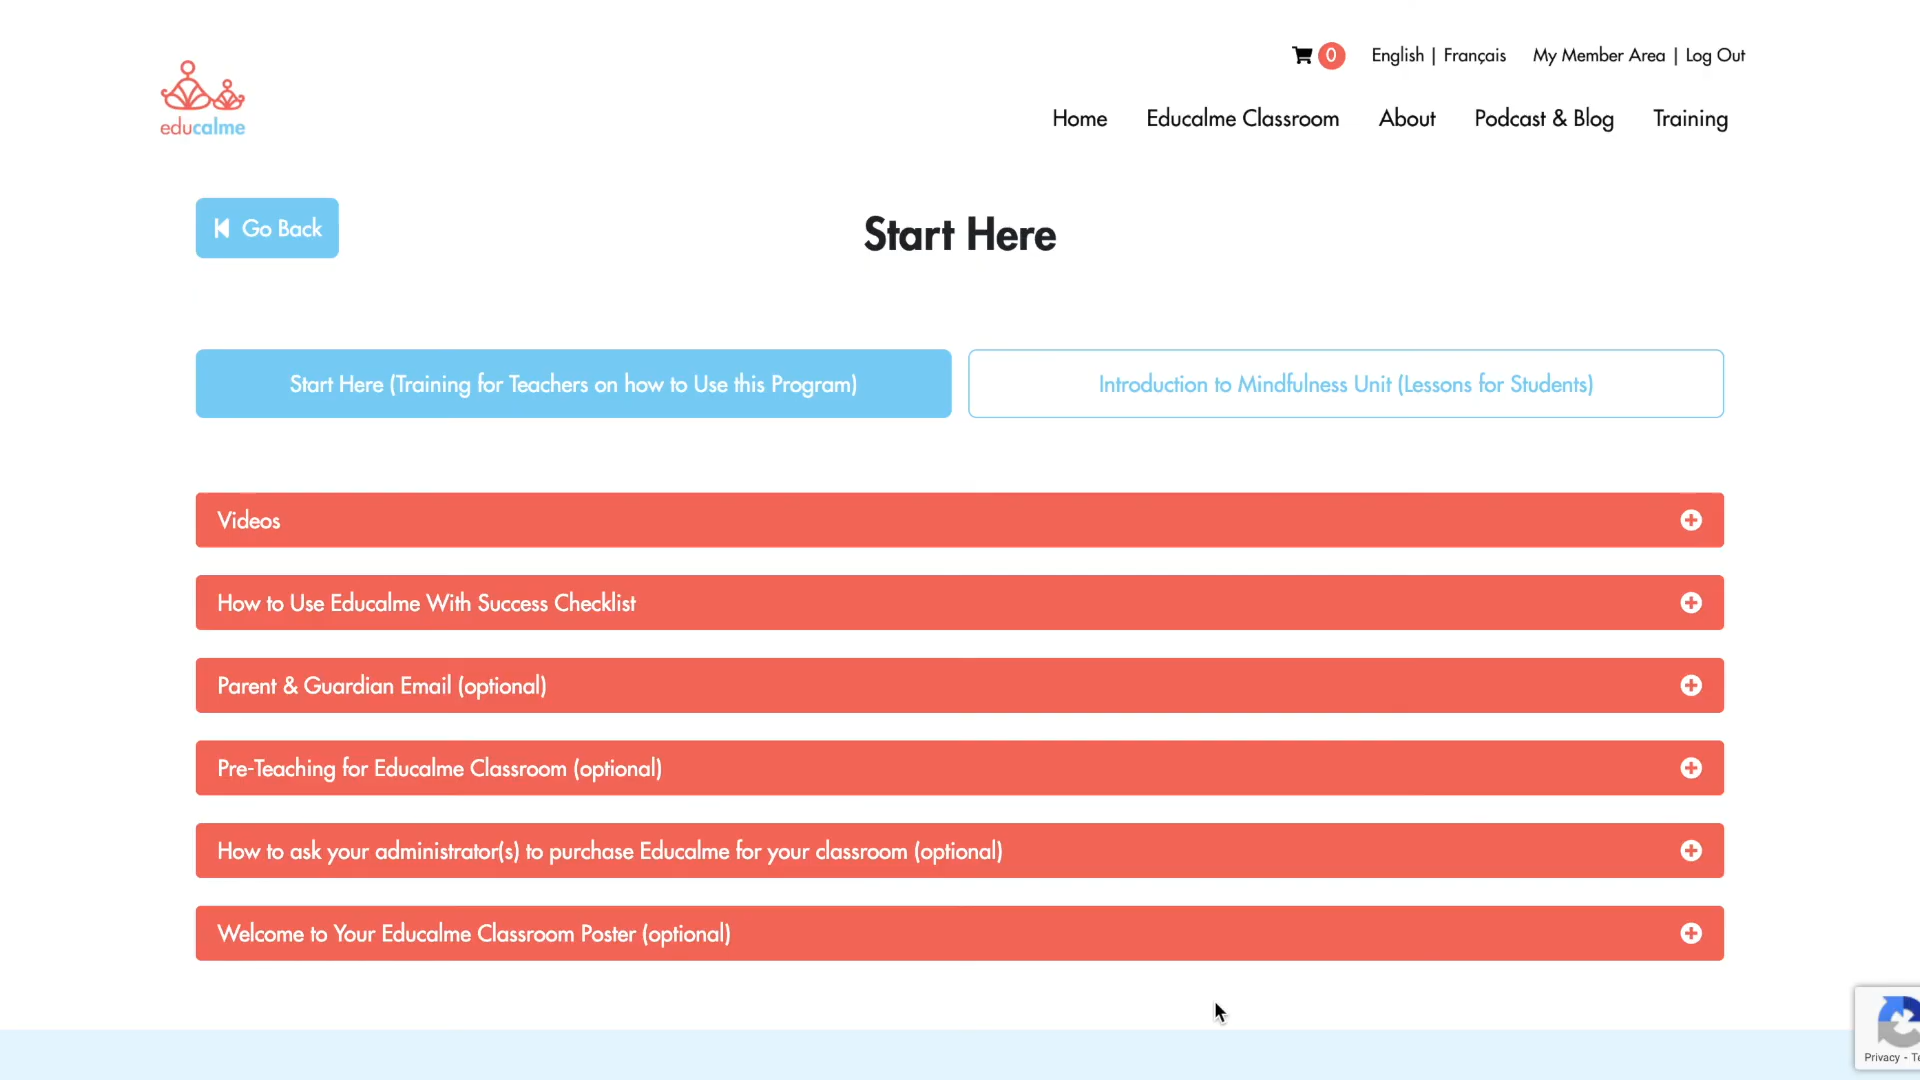 0
English | Français
My Member Area | Log Out
educalme
Home
Educalme Classroom
About
Podcast & Blog
Training
Go Back
Start Here
Start Here (Training for Teachers on how to Use this Program)
Introduction to Mindfulness Unit (Lessons for Students)
Videos
How to Use Educalme With Success Checklist
Parent & Guardian Email (optional)
Pre-Teaching for Educalme Classroom (optional)
How to ask your administrator(s) to purchase Educalme for your classroom (optional)
Welcome to Your Educalme Classroom Poster (optional)
Privacy -